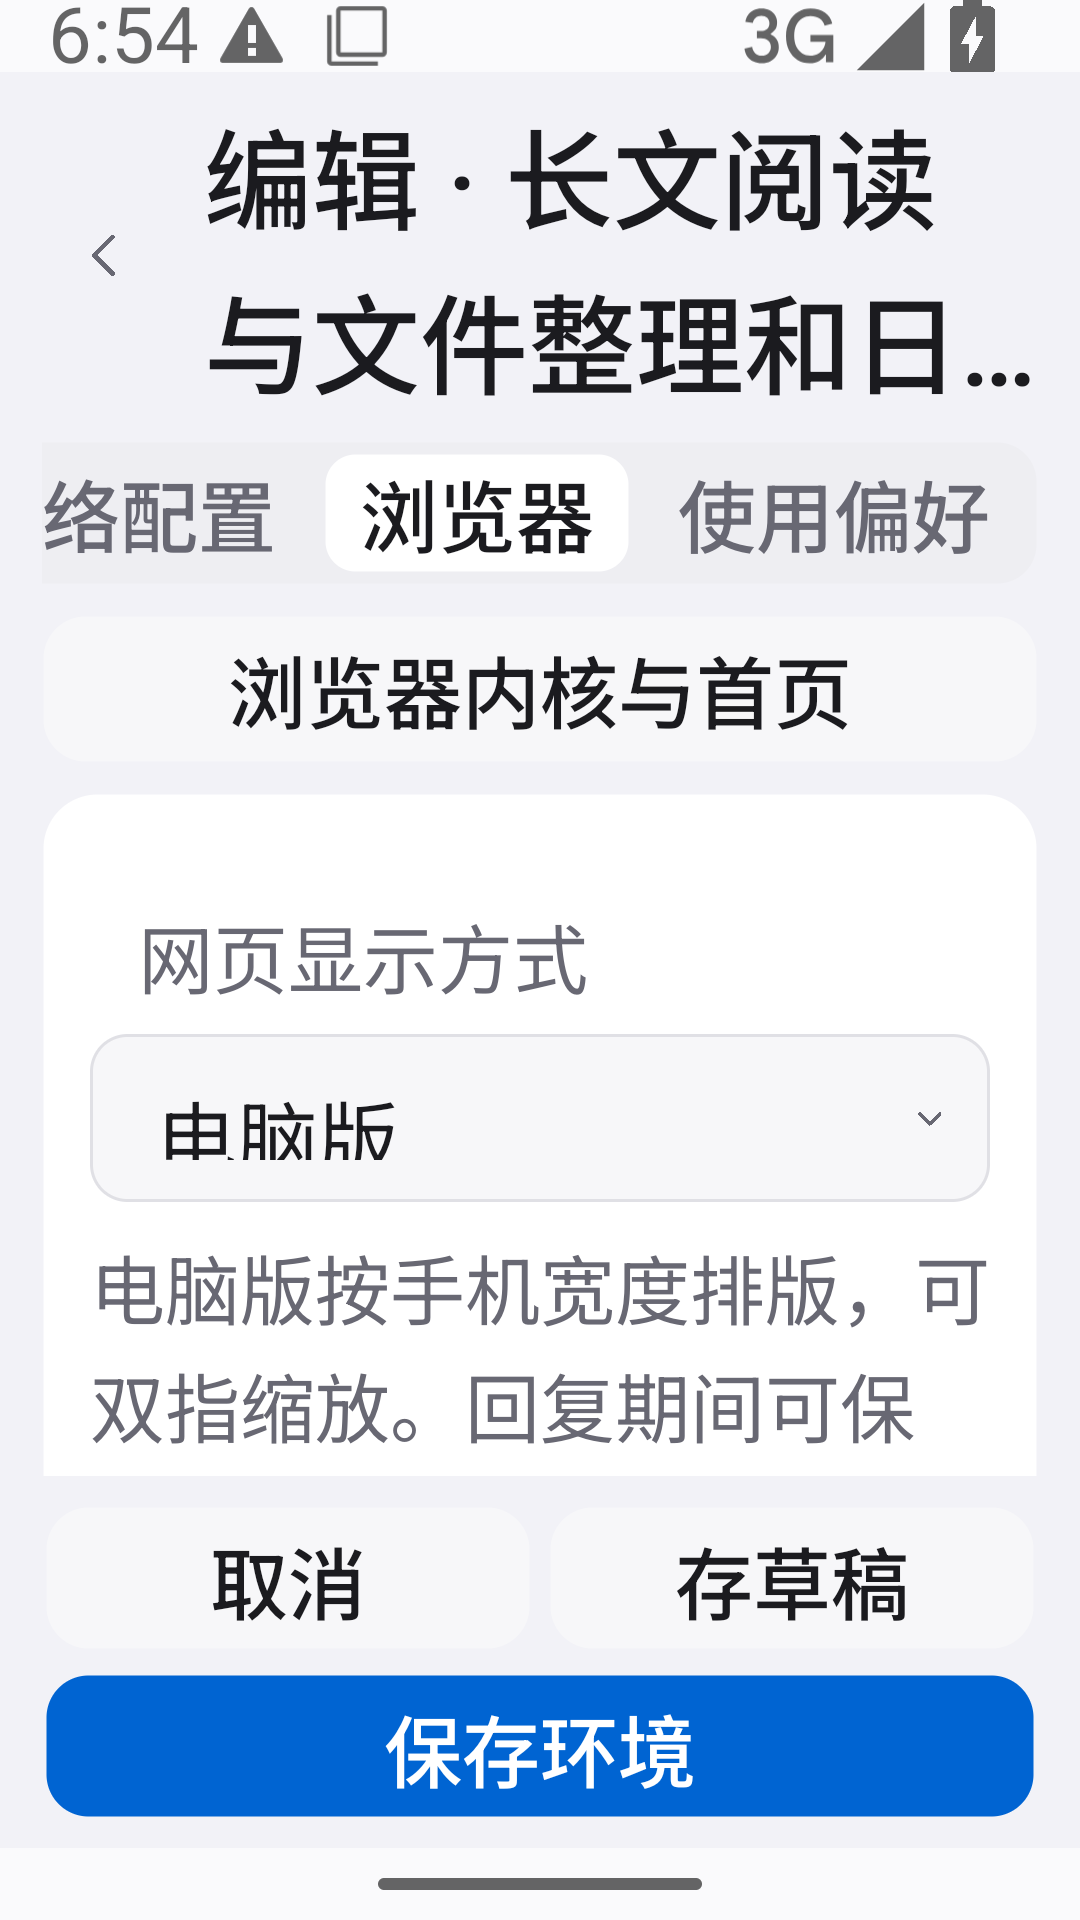 6:54
3G
编辑 · 长文阅读
与文件整理和日...
络配置 浏览器 使用偏好
浏览器内核与首页
网页显示方式
电脑版
电脑版按手机宽度排版，可
双指缩放。回复期间可保
取消 存草稿
保存环境